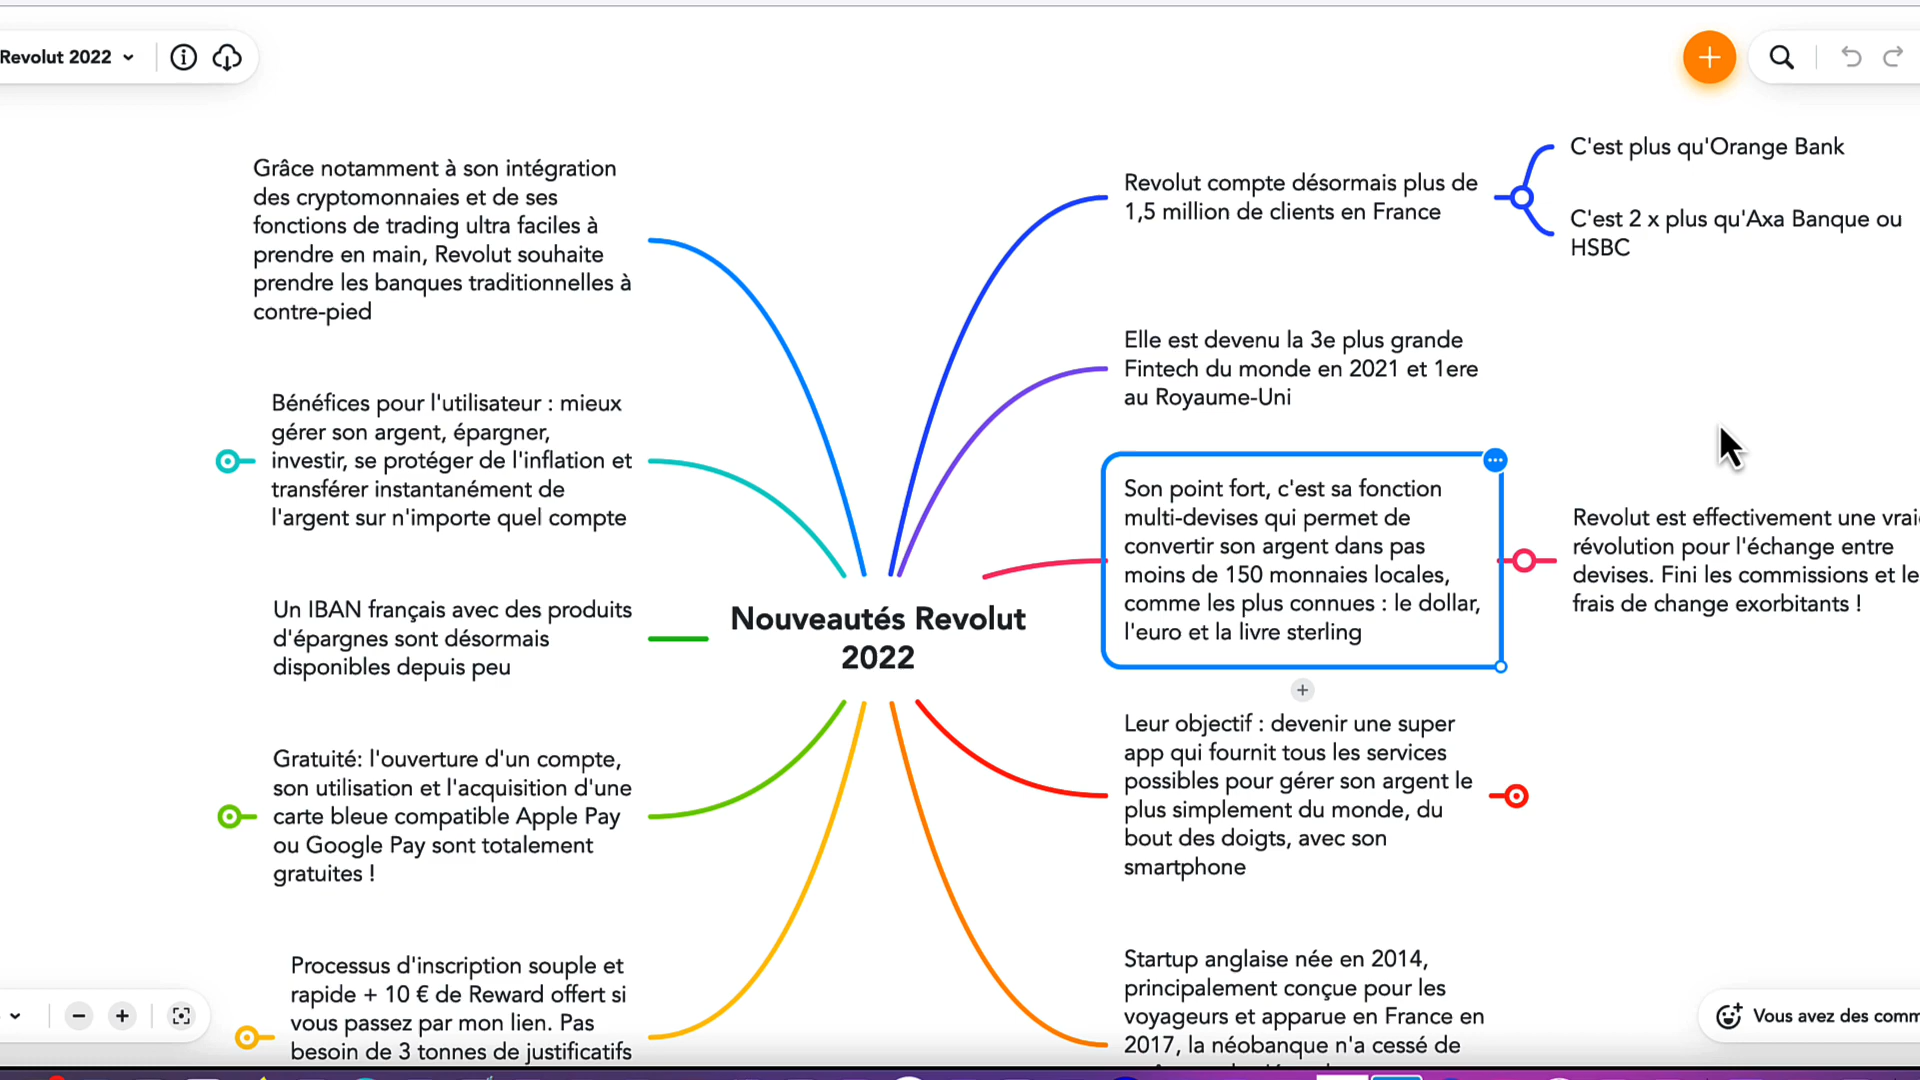 Revolut 2022
Grâce notamment à son intégration
des cryptomonnaies et de ses
fonctions de trading ultra faciles à
prendre en main, Revolut souhaite
prendre les banques traditionnelles à
contre-pied
Bénéfices pour l'utilisateur : mieux
gérer son argent, épargner,
investir, se protéger de l'inflation et
transférer instantanément de
l'argent sur n'importe quel compte
Un IBAN français avec des produits
d'épargnes sont désormais
disponibles depuis peu
Gratuité: l'ouverture d'un compte,
son utilisation et l'acquisition d'une
carte bleue compatible Apple Pay
ou Google Pay sont totalement
gratuites !
Processus d'inscription souple et
rapide + 10 € de Reward offert si
vous passez par mon lien. Pas
besoin de 3 tonnes de justificatifs
Nouveautés Revolut
2022
Revolut compte désormais plus de
1,5 million de clients en France
C'est plus qu'Orange Bank
C'est 2 x plus qu'Axa Banque ou
HSBC
Elle est devenu la 3e plus grande
Fintech du monde en 2021 et 1ere
au Royaume-Uni
Son point fort, c'est sa fonction
multi-devises qui permet de
convertir son argent dans pas
moins de 150 monnaies locales,
comme les plus connues : le dollar,
l'euro et la livre sterling
Revolut est effectivement une
révolution pour l'échange entre
devises. Fini les commissions et
frais de change exorbitants !
Leur objectif : devenir une super
app qui fournit tous les services
possibles pour gérer son argent le
plus simplement du monde, du
bout des doigts, avec son
smartphone
Startup anglaise née en 2014,
principalement conçue pour les
voyageurs et apparue en France en
2017, la néobanque n'a cessé de
Vous avez des